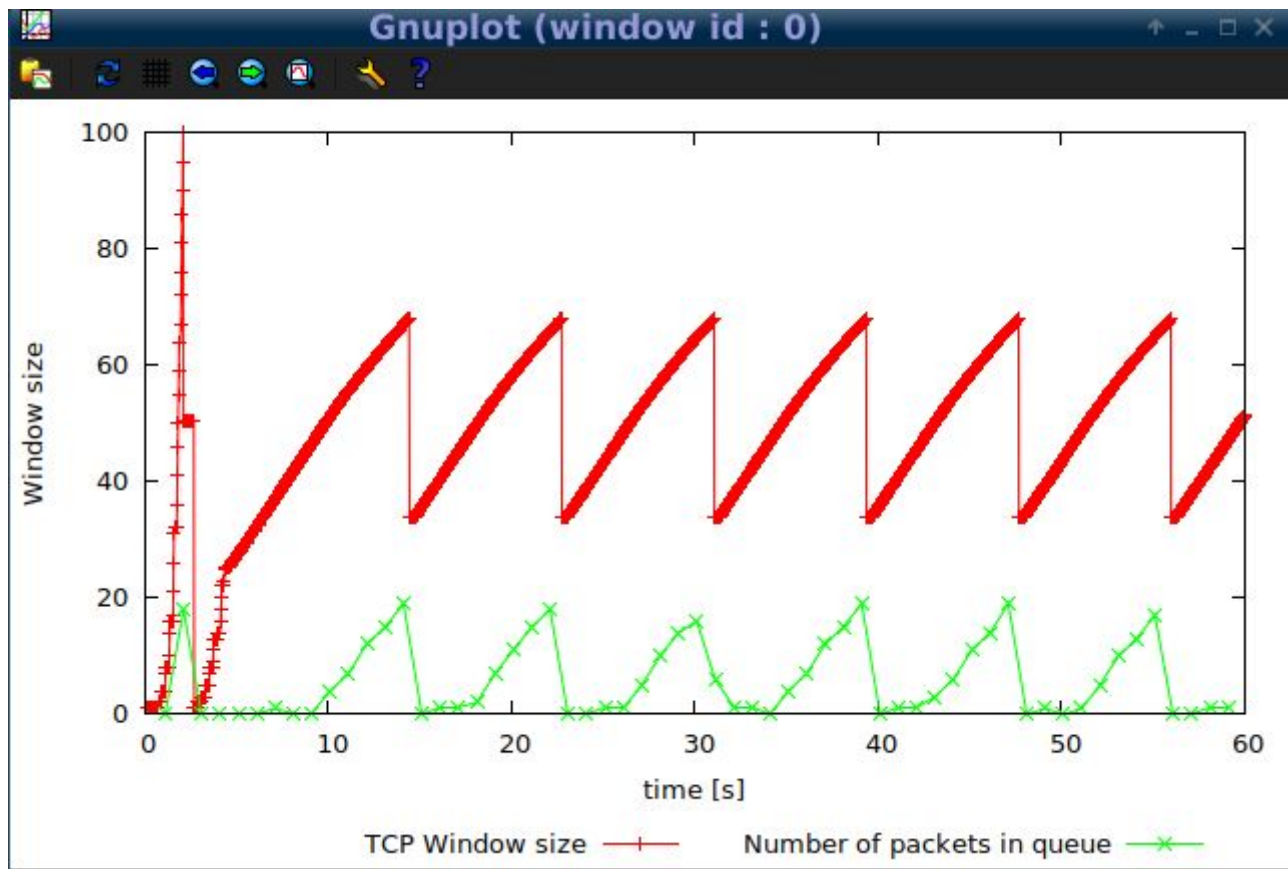 Gnuplot (window id : 0)
100
80
60
40
20
0
Window size
0 10 20 30 40 50 60
time [s]
TCP Window size Number of packets in queue